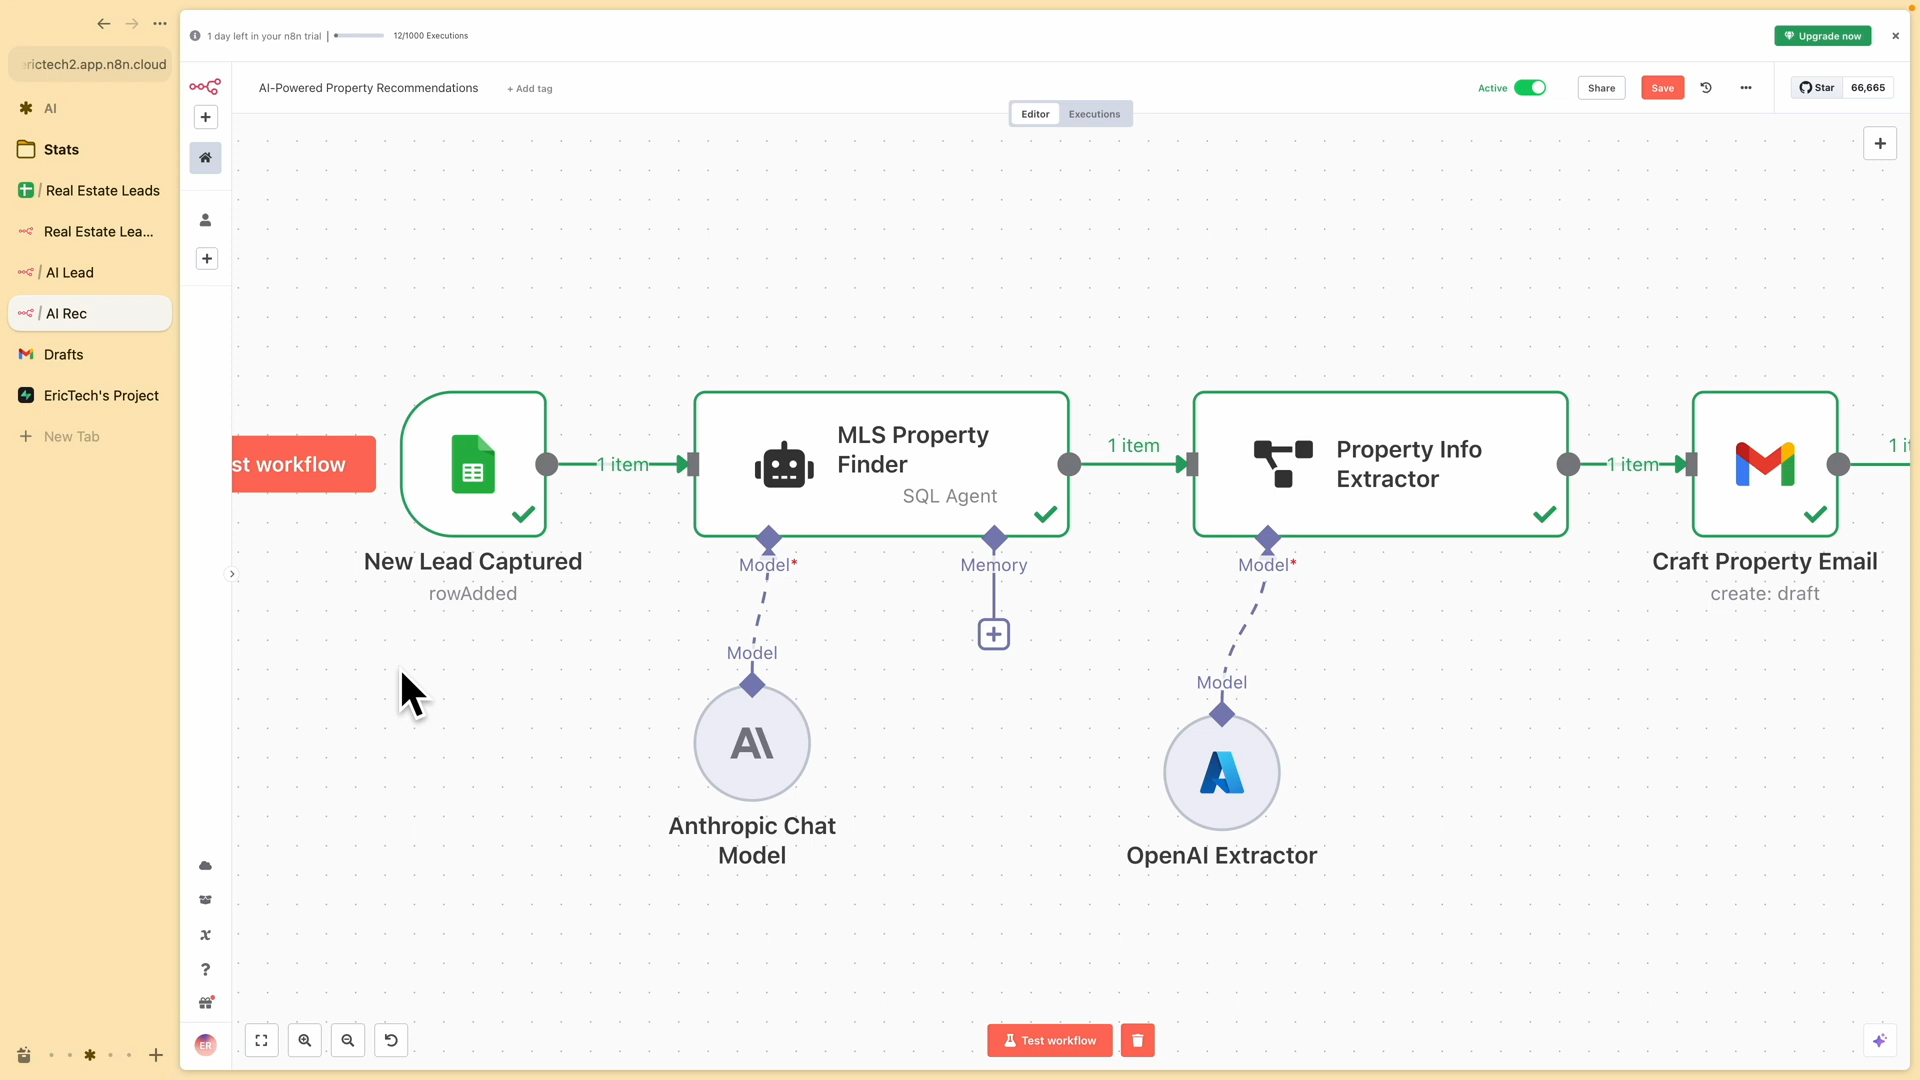 rictech2.app.n8n.cloud
AI
Stats
/ Real Estate Leads
Real Estate Lea...
/ AI Lead
/ AI Rec
Drafts
EricTech's Project
New Tab
1 day left in your n8n trial
12/1000 Executions
Upgrade now
AI-Powered Property Recommendations
+ Add tag
Active
Share
Save
Star
66,665
Editor
Executions
st workflow
1 item
MLS Property
Finder
SQL Agent
1 item
Property Info
Extractor
1 item
1 it
New Lead Captured
rowAdded
Model*
Memory
Model*
Craft Property Email
create: draft
Model
Model
Anthropic Chat
Model
OpenAI Extractor
ER
Test workflow